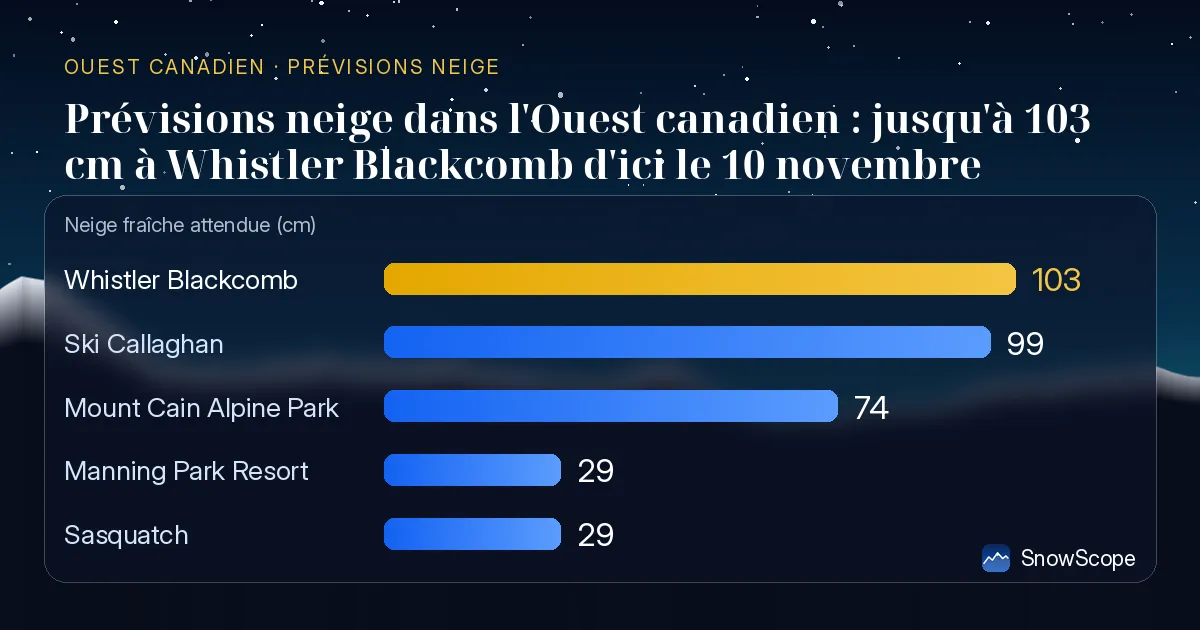 OUEST CANADIEN · PRÉVISIONS NEIGE
Prévisions neige dans l'Ouest canadien : jusqu'à 103
cm à Whistler Blackcomb d'ici le 10 novembre
Neige fraîche attendue (cm)
Whistler Blackcomb 103
Ski Callaghan 99
Mount Cain Alpine Park 74
Manning Park Resort 29
Sasquatch 29
SnowScope